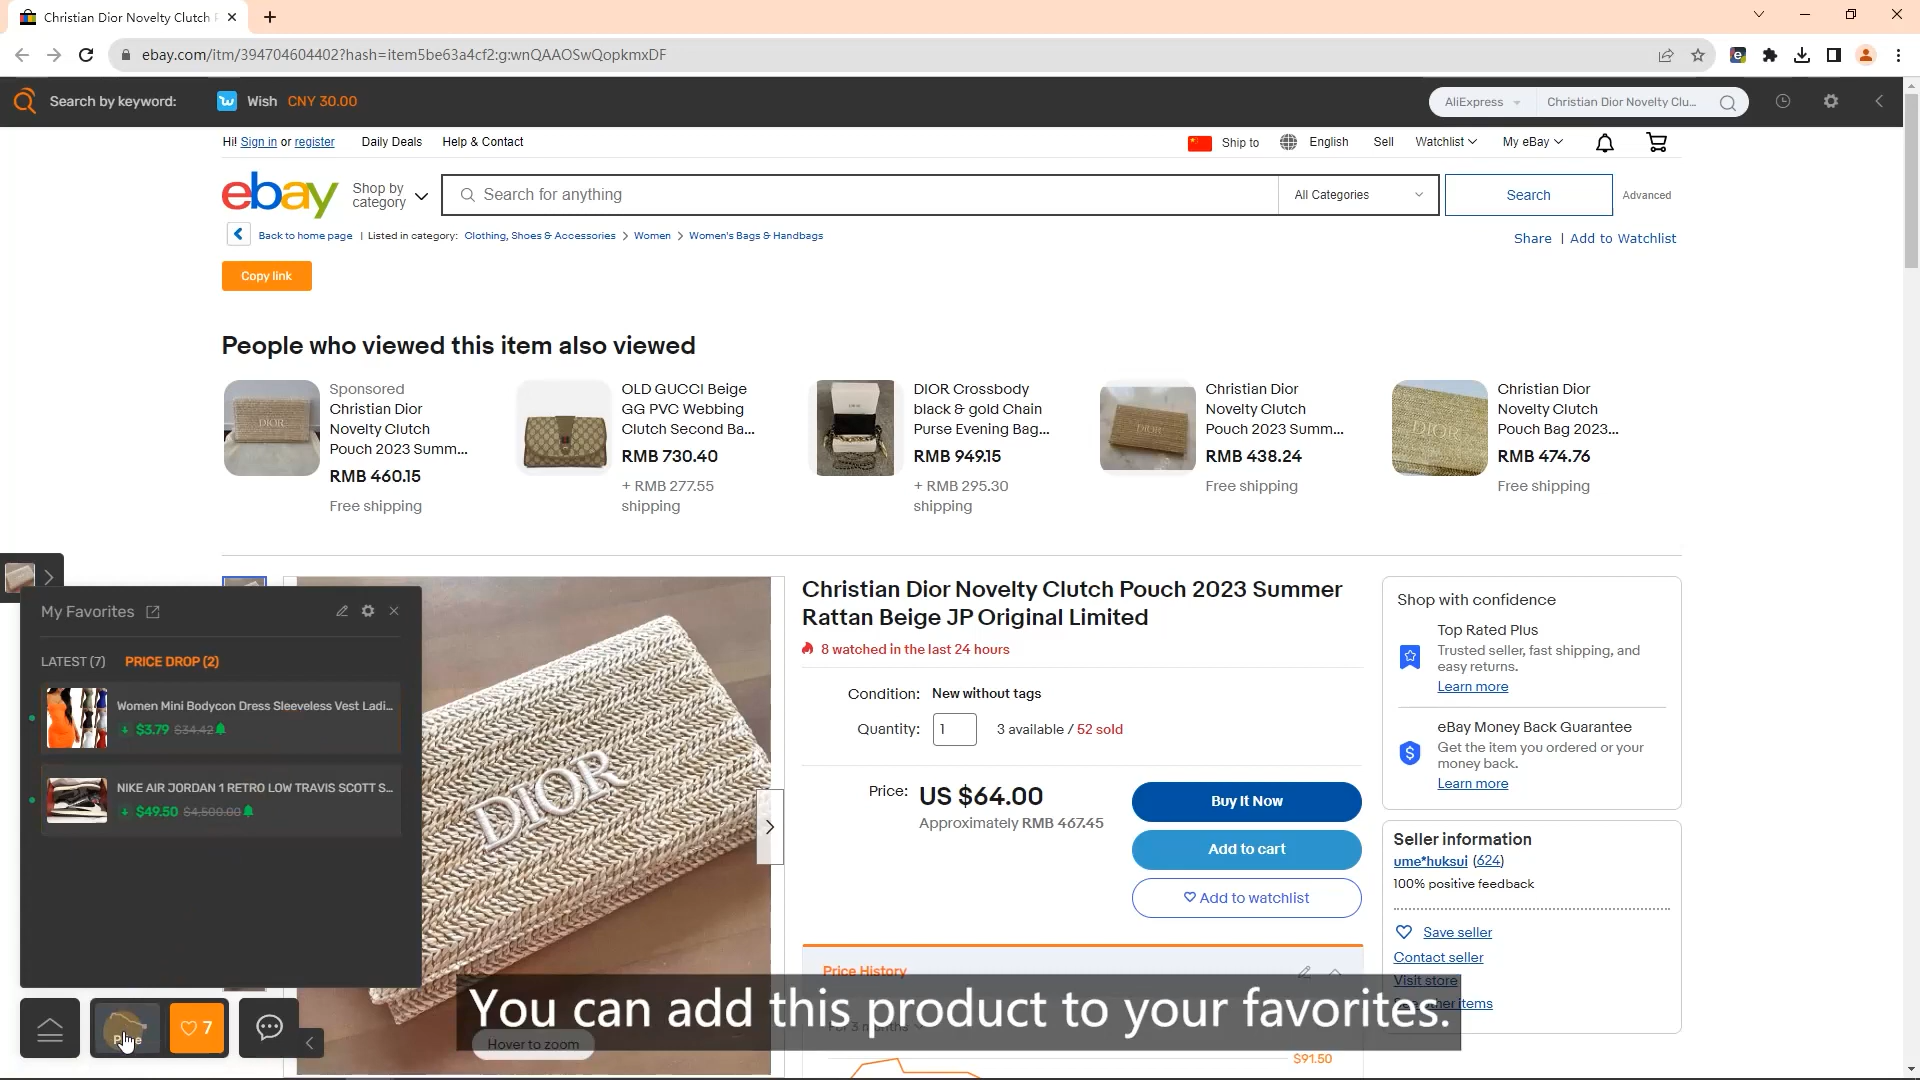 Christian Dior Novelty Clutch P
ebay.com/itm/394704604402?hash=item5be63a4cf2:g:wnQAAOSwQopkmxDF
Search by keyword:
Wish CNY 30.00
AliExpress
Christian Dior Novelty Clu...
Hi! Sign in or register
Daily Deals
Help & Contact
Ship to
English
Sell
Watchlist
My eBay
ebay
Shop by
category
Search for anything
All Categories
Search
Advanced
Back to home page | Listed in category: Clothing, Shoes & Accessories > Women > Women's Bags & Handbags
Share | Add to Watchlist
Copy link
People who viewed this item also viewed
Sponsored
Christian Dior
Novelty Clutch
Pouch 2023 Summ...
RMB 460.15
Free shipping
OLD GUCCI Beige
GG PVC Webbing
Clutch Second Ba...
RMB 730.40
+ RMB 277.55
shipping
DIOR Crossbody
black & gold Chain
Purse Evening Bag...
RMB 949.15
+ RMB 295.30
shipping
Christian Dior
Novelty Clutch
Pouch 2023 Summ...
RMB 438.24
Free shipping
Christian Dior
Novelty Clutch
Pouch Bag 2023...
RMB 474.76
Free shipping
My Favorites
LATEST (7)
PRICE DROP (2)
Women Mini Bodycon Dress Sleeveless Vest Ladi...
$3.79 $34.42
NIKE AIR JORDAN 1 RETRO LOW TRAVIS SCOTT S...
$49.50 $4,500.00
7
DIOR
Hover to zoom
Christian Dior Novelty Clutch Pouch 2023 Summer
Rattan Beige JP Original Limited
8 watched in the last 24 hours
Condition: New without tags
Quantity: 1 3 available / 52 sold
Price: US $64.00
Approximately RMB 467.45
Buy It Now
Add to cart
Add to watchlist
Price History
For 3 months
$91.50
Shop with confidence
Top Rated Plus
Trusted seller, fast shipping, and
easy returns.
Learn more
eBay Money Back Guarantee
Get the item you ordered or your
money back.
Learn more
Seller information
ume*huksui (624)
100% positive feedback
Save seller
Contact seller
Visit store
See other items
You can add this product to your favorites.